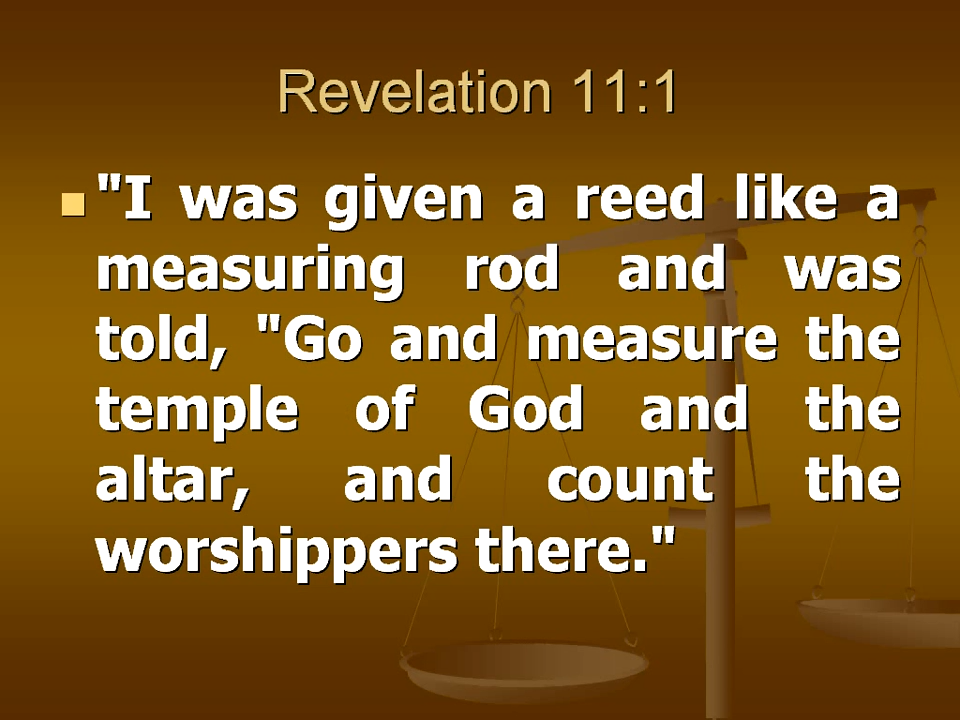 Revelation 11:1
"I was given a reed like a
measuring rod and was
told, "Go and measure the
temple of God and the
altar, and count the
worshippers there."